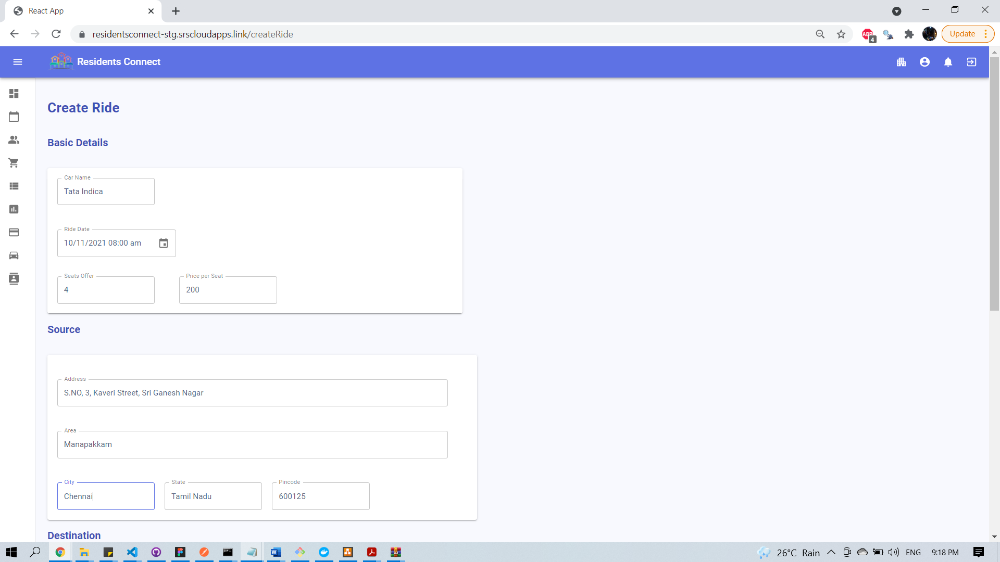 React App
residentsconnect-stg.srscloudapps.link/createRide
ABP 4
Update
Residents Connect
Create Ride
Basic Details
Car Name
Tata Indica
Ride Date
10/11/2021 08:00 am
Seats Offer
Price per Seat
4
200
Source
Address
S.NO, 3, Kaveri Street, Sri Ganesh Nagar
Area
Manapakkam
City
State
Pincode
Chennai
Tamil Nadu
600125
Destination
26°C Rain
ENG
9:18 PM